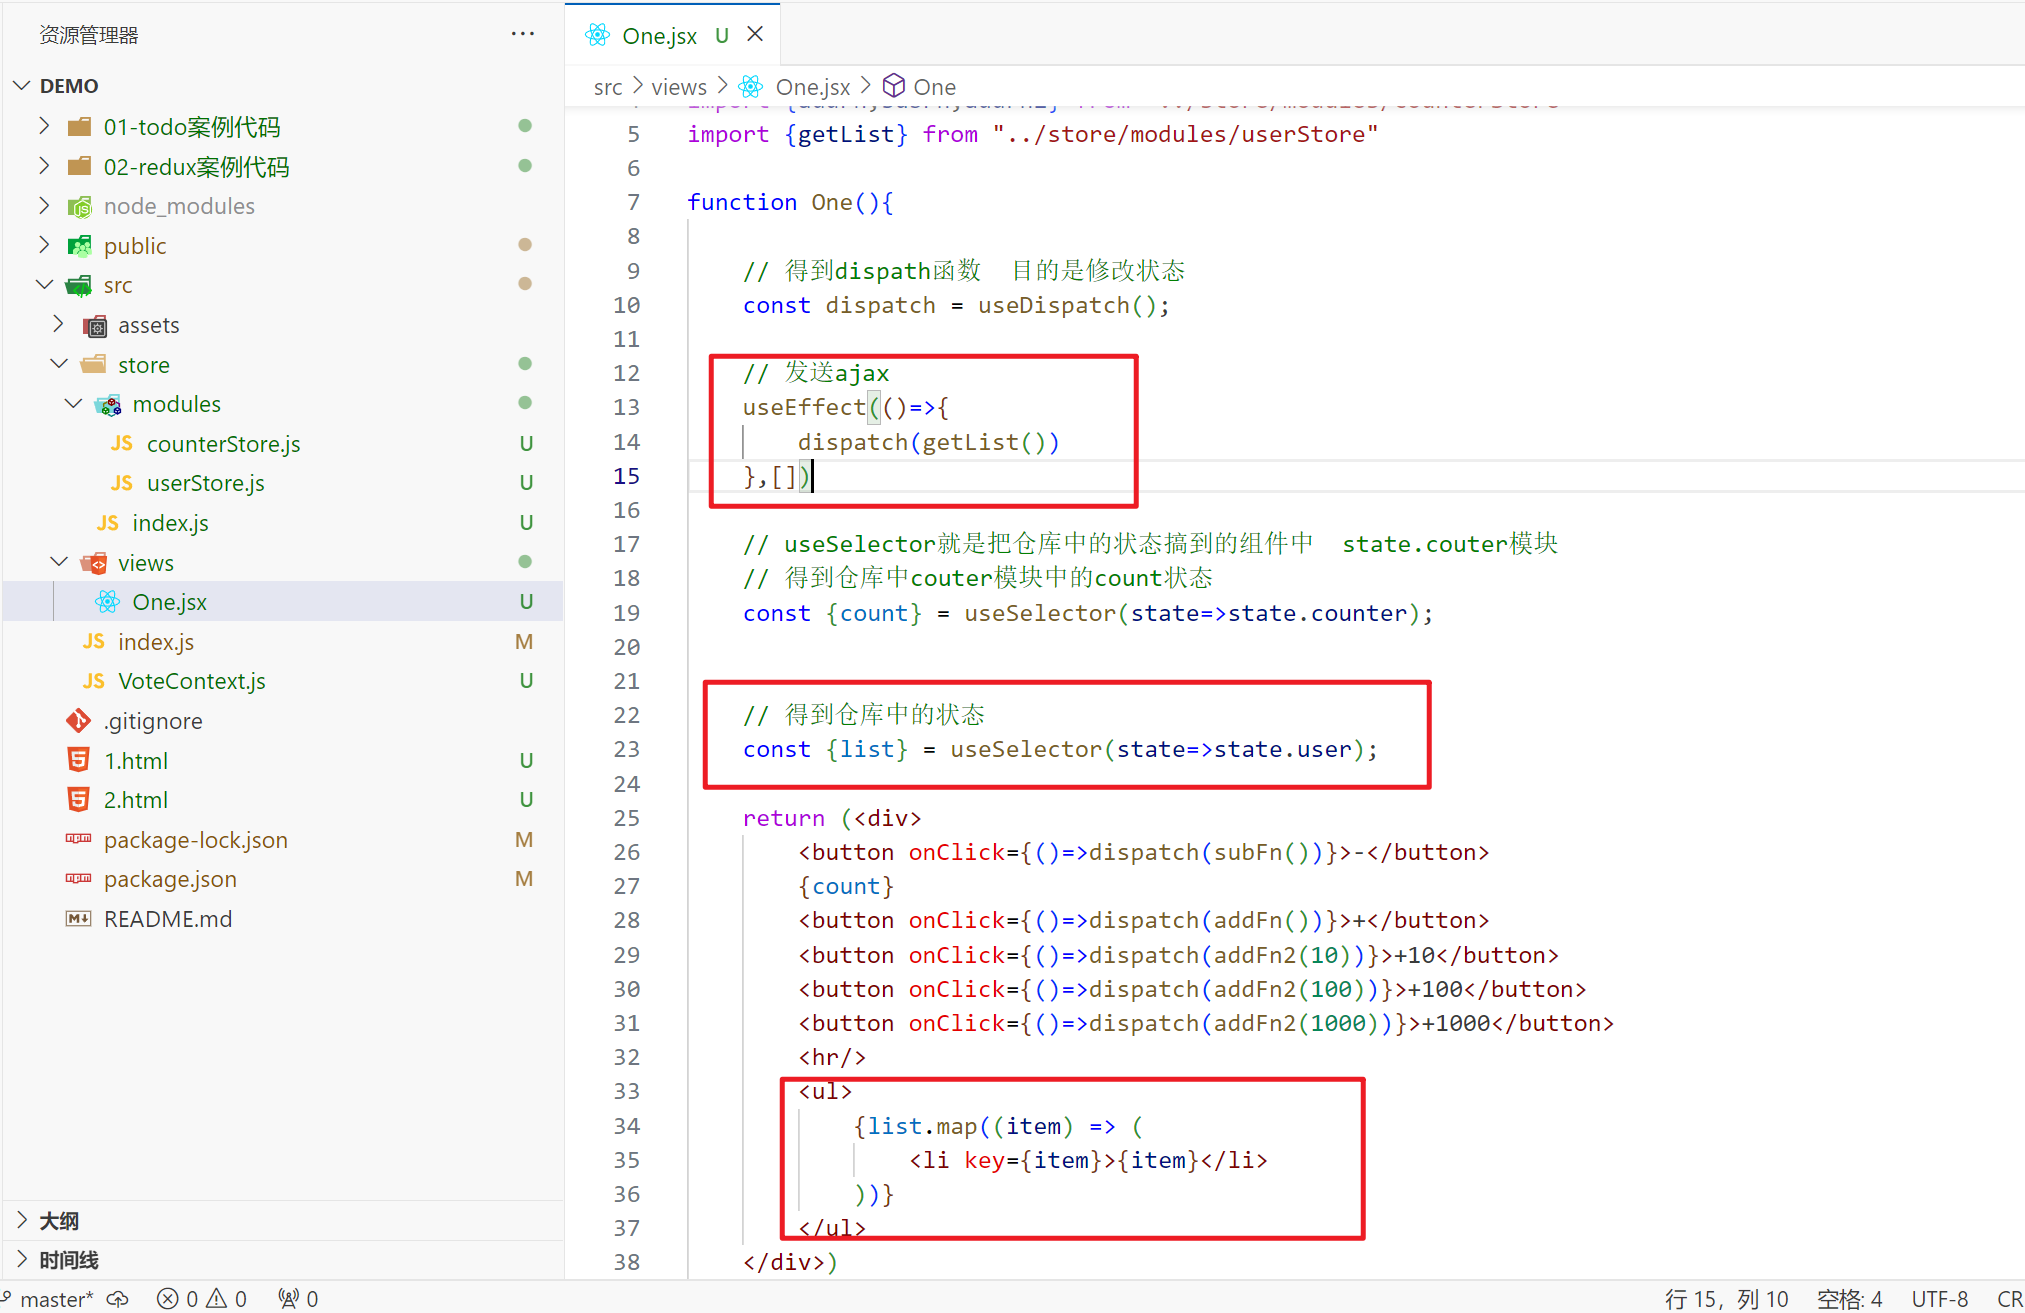 资源管理器 ···
DEMO
01-todo案例代码
02-redux案例代码
node_modules
public
src
assets
store
modules
JS counterStore.js U
JS userStore.js U
JS index.js U
views
One.jsx U
JS index.js M
JS VoteContext.js U
.gitignore
1.html U
2.html U
package-lock.json M
package.json M
README.md
大纲
时间线
One.jsx U ×
src > views > One.jsx > One
5 import {getList} from "../store/modules/userStore"
6
7 function One(){
8
9 // 得到dispath函数  目的是修改状态
10 const dispatch = useDispatch();
11
12 // 发送ajax
13 useEffect(()=>{
14 dispatch(getList())
15 },[])
16
17 // useSelector就是把仓库中的状态搞到的组件中  state.couter模块
18 // 得到仓库中couter模块中的count状态
19 const {count} = useSelector(state=>state.counter);
20
21
22 // 得到仓库中的状态
23 const {list} = useSelector(state=>state.user);
24
25 return (<div>
26 <button onClick={()=>dispatch(subFn())}>-</button>
27 {count}
28 <button onClick={()=>dispatch(addFn())}>+</button>
29 <button onClick={()=>dispatch(addFn2(10))}>+10</button>
30 <button onClick={()=>dispatch(addFn2(100))}>+100</button>
31 <button onClick={()=>dispatch(addFn2(1000))}>+1000</button>
32 <hr/>
33 <ul>
34 {list.map((item) => (
35 <li key={item}>{item}</li>
36 ))}
37 </ul>
38 </div>)
master* 0 0 0 行 15，列 10 空格: 4 UTF-8 CR